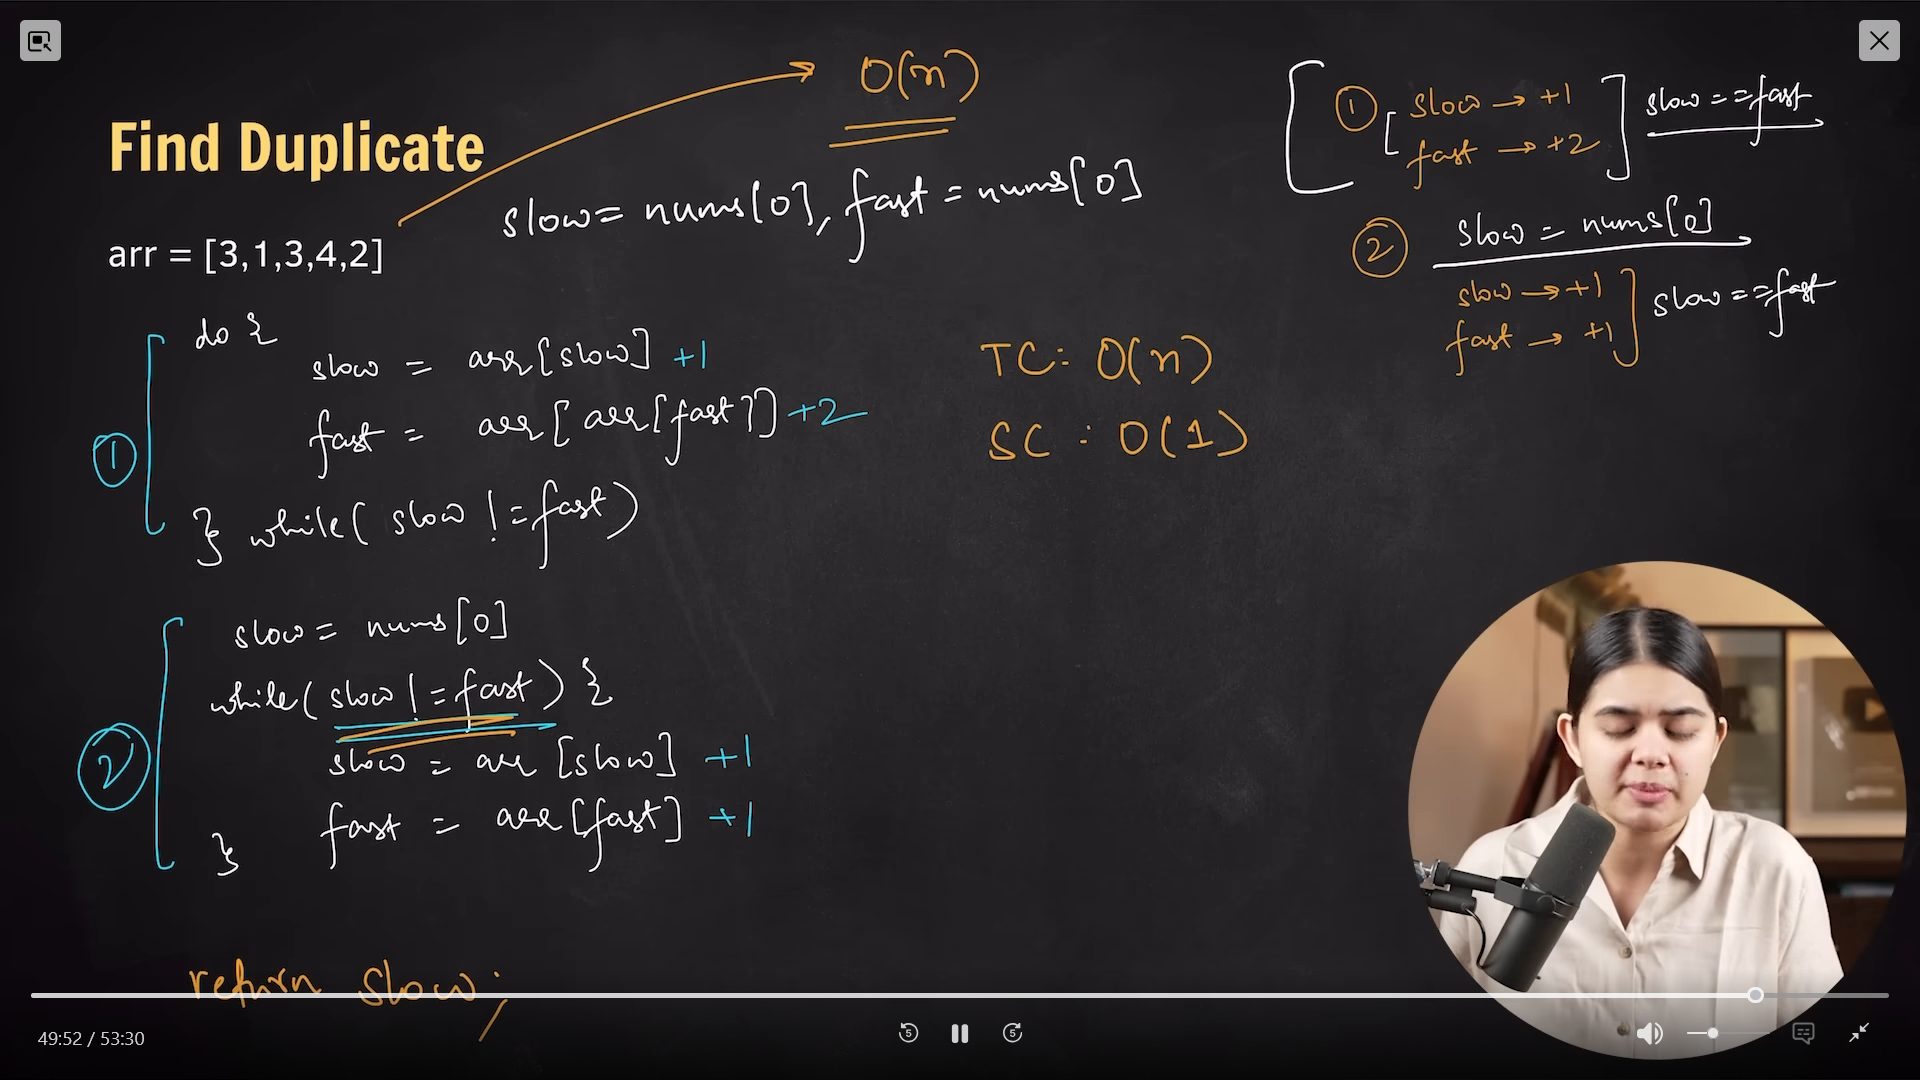 O(n)
Find Duplicate
slow = nums[0], fast = nums[0]
arr = [3,1,3,4,2]
① [ slow → +1
fast → +2 ] slow == fast
② slow = nums[0]
slow → +1
fast → +1 ] slow == fast
TC: O(n)
SC : O(1)
①
do {
slow = arr[slow] +1
fast = arr[arr[fast]] +2
} while( slow != fast)
②
slow = nums[0]
while( slow != fast) {
slow = arr [slow] +1
fast = arr[fast] +1
}
return slow;
49:52 / 53:30
5
5